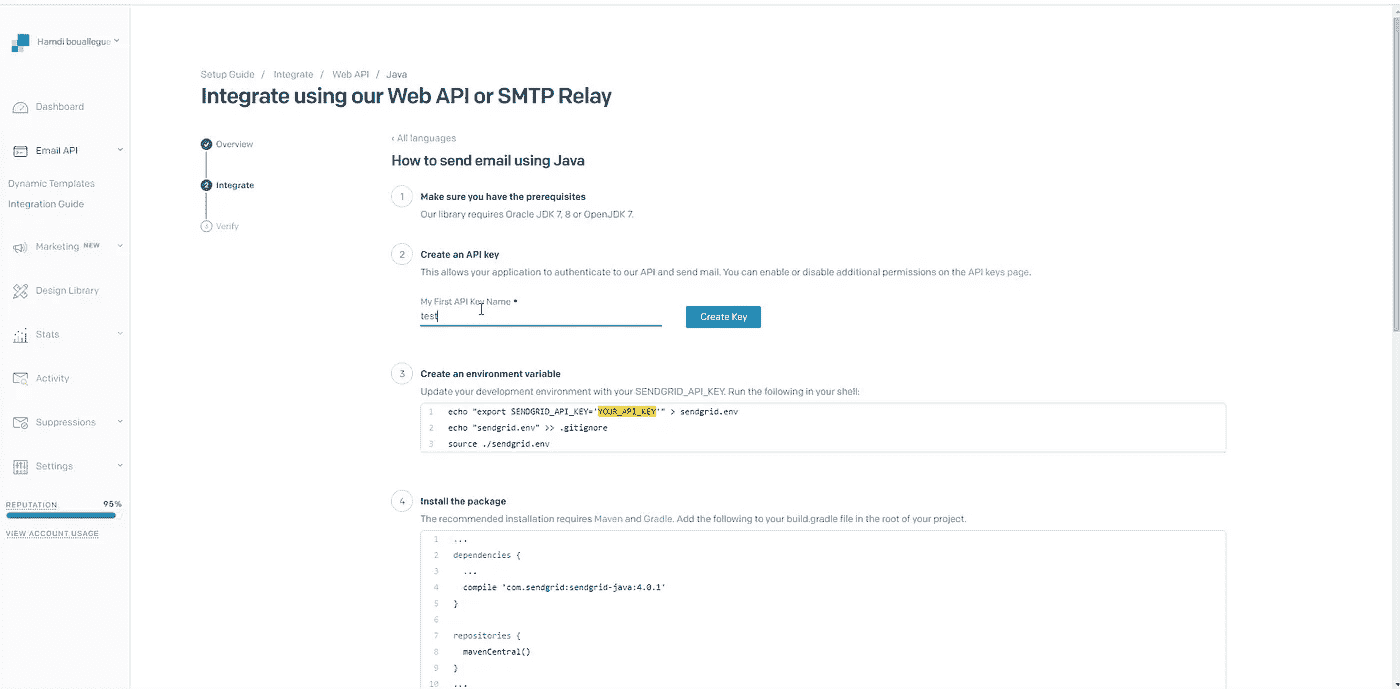 Hamdi bouallegue
Dashboard
Email API
Dynamic Templates
Integration Guide
Marketing NEW
Design Library
Stats
Activity
Suppressions
Settings
REPUTATION 95%
VIEW ACCOUNT USAGE
Setup Guide / Integrate / Web API / Java
Integrate using our Web API or SMTP Relay
Overview
2 Integrate
3 Verify
‹ All languages
How to send email using Java
1 Make sure you have the prerequisites
Our library requires Oracle JDK 7, 8 or OpenJDK 7.
2 Create an API key
This allows your application to authenticate to our API and send mail. You can enable or disable additional permissions on the API keys page.
My First API Key Name *
test
Create Key
3 Create an environment variable
Update your development environment with your SENDGRID_API_KEY. Run the following in your shell:
1 echo "export SENDGRID_API_KEY='YOUR_API_KEY'" > sendgrid.env
2 echo "sendgrid.env" >> .gitignore
3 source ./sendgrid.env
4 Install the package
The recommended installation requires Maven and Gradle. Add the following to your build.gradle file in the root of your project.
1 ...
2 dependencies {
3 ...
4 compile 'com.sendgrid:sendgrid-java:4.0.1'
5 }
6
7 repositories {
8 mavenCentral()
9 }
10 ...